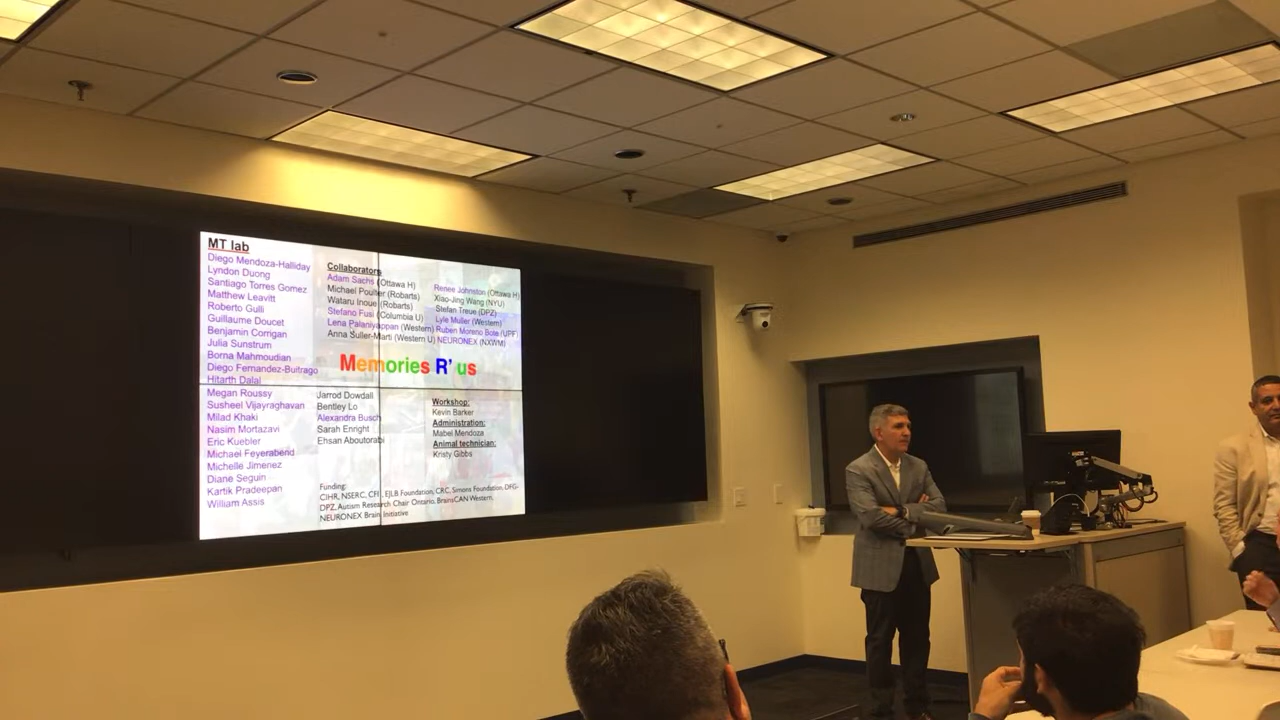 MT lab
Diego Mendoza-Halliday
Lyndon Duong
Santiago Torres Gomez
Matthew Leavitt
Roberto Gulli
Guillaume Doucet
Benjamin Corrigan
Julia Sunstrum
Borna Mahmoudian
Diego Fernandez-Buitrago
Hitarth Dalal
Megan Roussy
Susheel Vijayraghavan
Milad Khaki
Nasim Mortazavi
Eric Kuebler
Michael Feyerabend
Michelle Jimenez
Diane Seguin
Kartik Pradeepan
William Assis
Collaborators
Adam Sachs (Ottawa H)
Michael Poulter (Robarts)
Wataru Inoue (Robarts)
Stefano Fusi (Columbia U)
Lena Palaniyappan (Western)
Anna Suller-Marti (Western U)
Renee Johnston (Ottawa H)
Xiao-Jing Wang (NYU)
Stefan Treue (DPZ)
Lyle Muller (Western)
Ruben Moreno Bote (UPF)
NEURONEX (NXWM)
Memories R' us
Jarrod Dowdall
Bentley Lo
Alexandra Busch
Sarah Enright
Ehsan Aboutorabi
Workshop:
Kevin Barker
Administration:
Mabel Mendoza
Animal technician:
Kristy Gibbs
Funding:
CIHR, NSERC, CFI, EJLB Foundation, CRC, Simons Foundation, DFG-
DPZ, Autism Research Chair Ontario, BrainsCAN Western,
NEURONEX Brain Initiative